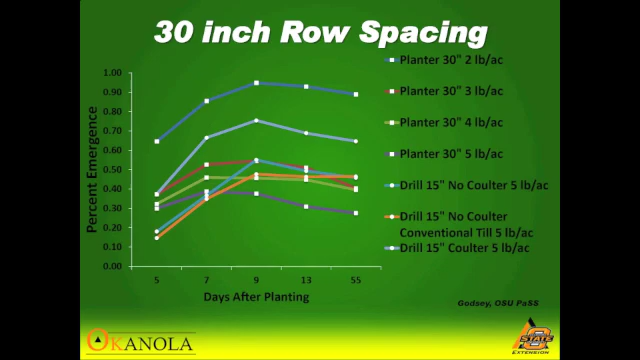 30 inch Row Spacing
Percent Emergence
1.00
0.90
0.80
0.70
0.60
0.50
0.40
0.30
0.20
0.10
0.00
5 7 9 13 55
Days After Planting
Planter 30" 2 lb/ac
Planter 30" 3 lb/ac
Planter 30" 4 lb/ac
Planter 30" 5 lb/ac
Drill 15" No Coulter 5 lb/ac
Drill 15" No Coulter
Conventional Till 5 lb/ac
Drill 15" Coulter 5 lb/ac
Godsey, OSU PaSS
OKANOLA
STATE
EXTENSION